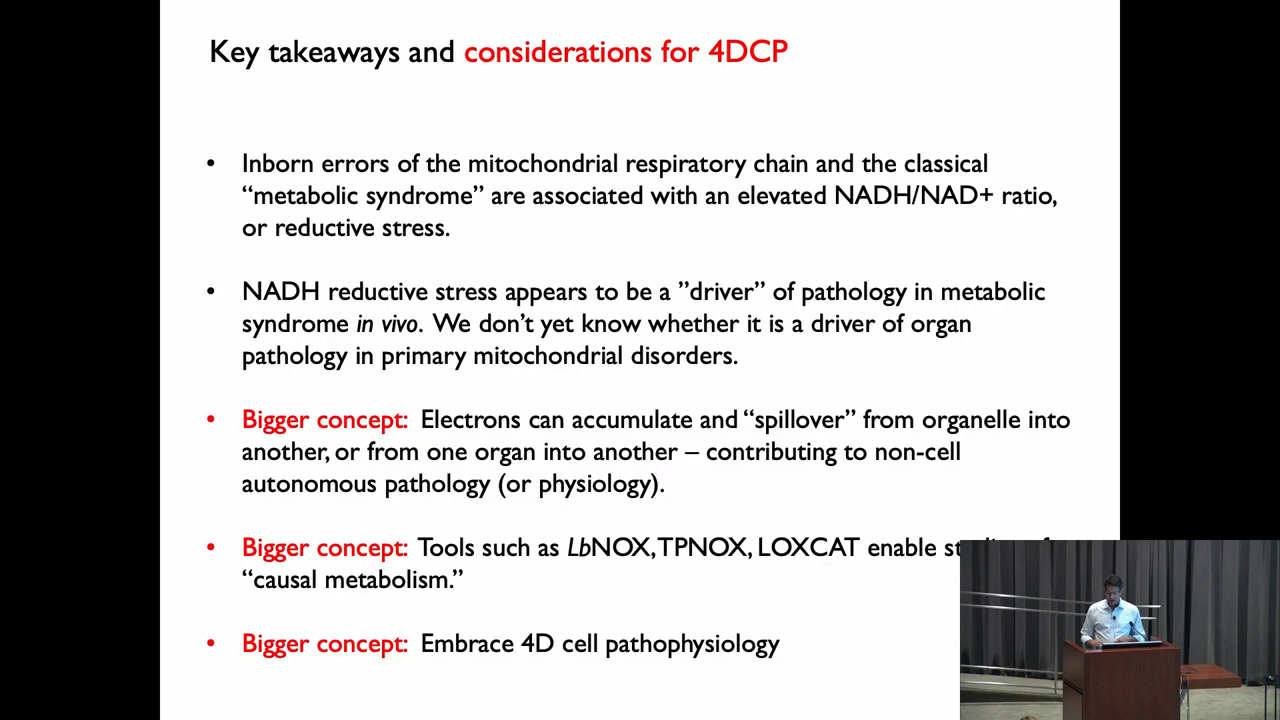 Key takeaways and considerations for 4DCP
• Inborn errors of the mitochondrial respiratory chain and the classical
“metabolic syndrome” are associated with an elevated NADH/NAD+ ratio,
or reductive stress.
• NADH reductive stress appears to be a ”driver” of pathology in metabolic
syndrome in vivo. We don’t yet know whether it is a driver of organ
pathology in primary mitochondrial disorders.
• Bigger concept: Electrons can accumulate and “spillover” from organelle into
another, or from one organ into another – contributing to non-cell
autonomous pathology (or physiology).
• Bigger concept: Tools such as LbNOX, TPNOX, LOXCAT enable
“causal metabolism.”
• Bigger concept: Embrace 4D cell pathophysiology